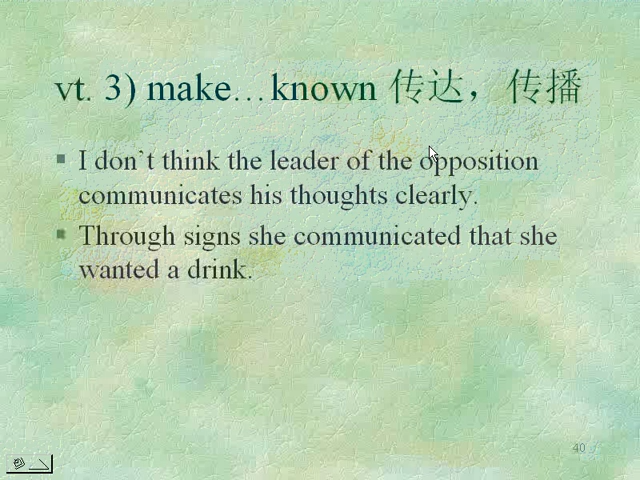 vt. 3) make…known 传达，传播
I don`t think the leader of the opposition
communicates his thoughts clearly.
Through signs she communicated that she
wanted a drink.
40